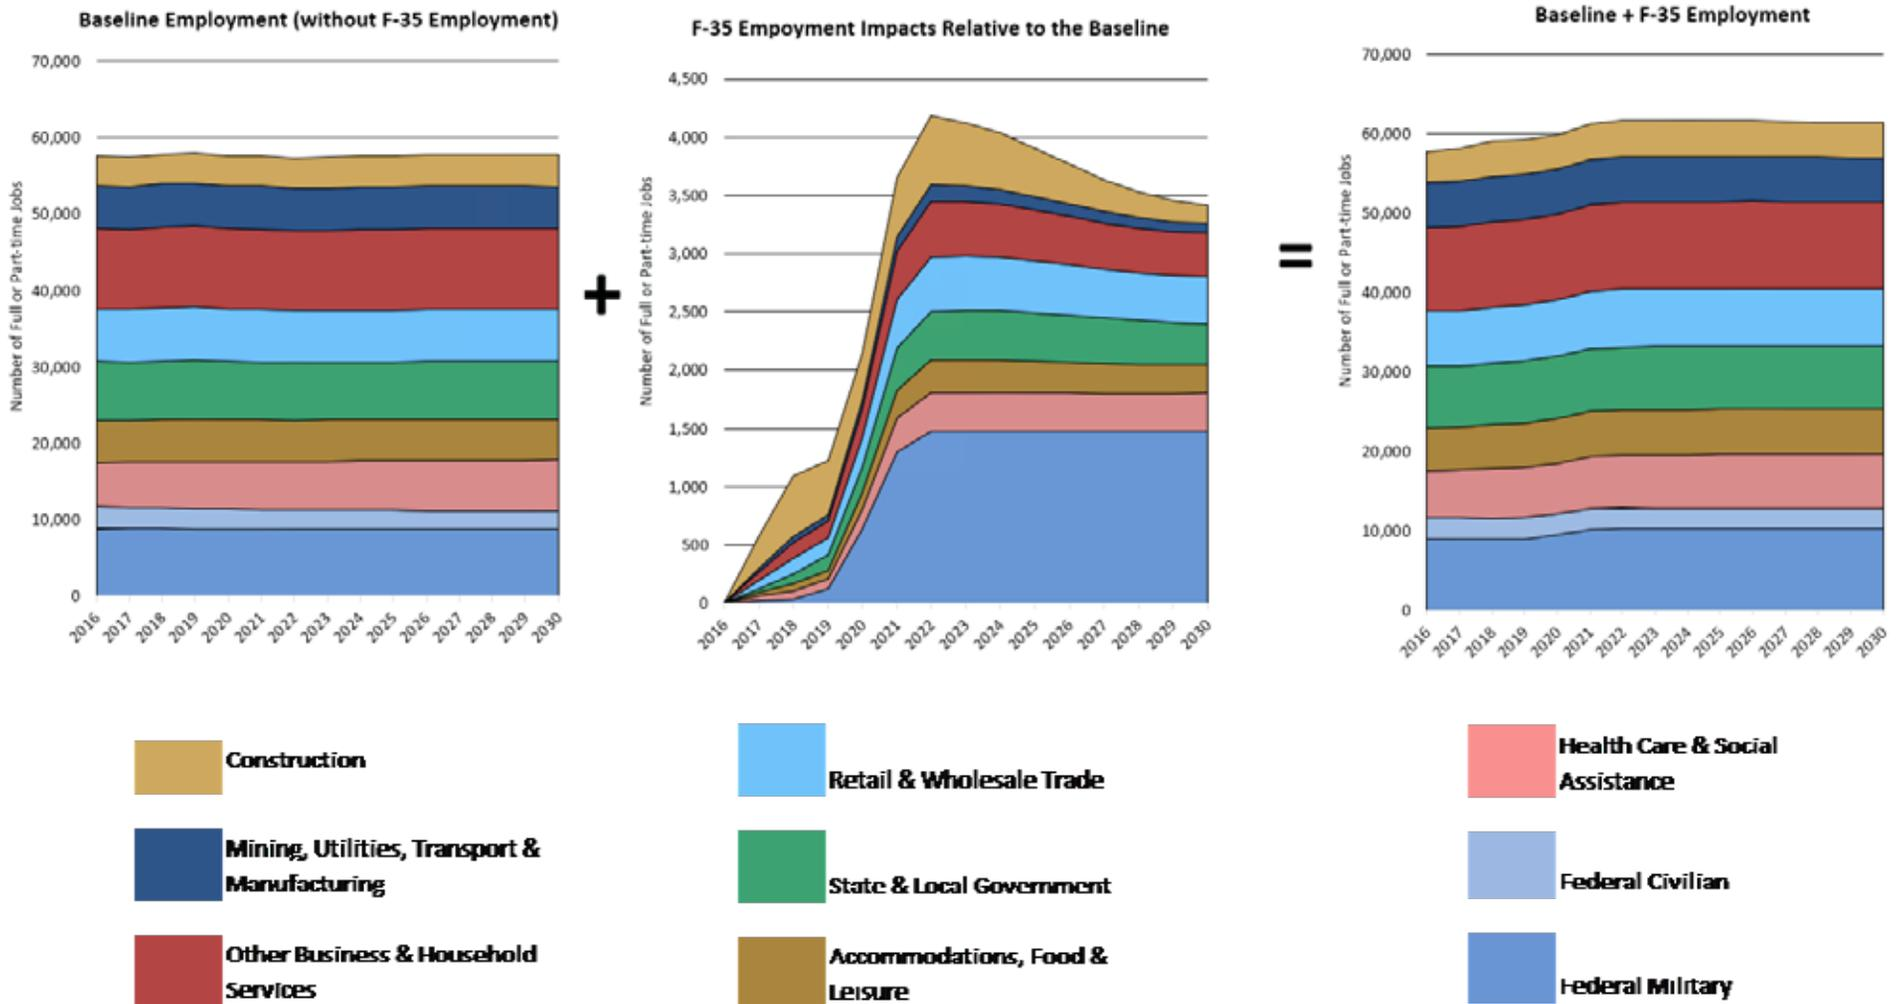 Baseline Employment (without F-35 Employment)
Number of Full or Part-time Jobs
70,000
60,000
50,000
40,000
30,000
20,000
10,000
0
2016 2017 2018 2019 2020 2021 2022 2023 2024 2025 2026 2027 2028 2029 2030
+
F-35 Empoyment Impacts Relative to the Baseline
Number of Full or Part-time Jobs
4,500
4,000
3,500
3,000
2,500
2,000
1,500
1,000
500
0
2016 2017 2018 2019 2020 2021 2022 2023 2024 2025 2026 2027 2028 2029 2030
=
Baseline + F-35 Employment
Number of Full or Part-time Jobs
70,000
60,000
50,000
40,000
30,000
20,000
10,000
0
2016 2017 2018 2019 2020 2021 2022 2023 2024 2025 2026 2027 2028 2029 2030
Construction
Mining, Utilities, Transport &
Manufacturing
Other Business & Household
Services
Retail & Wholesale Trade
State & Local Government
Accommodations, Food &
Leisure
Health Care & Social
Assistance
Federal Civilian
Federal Military